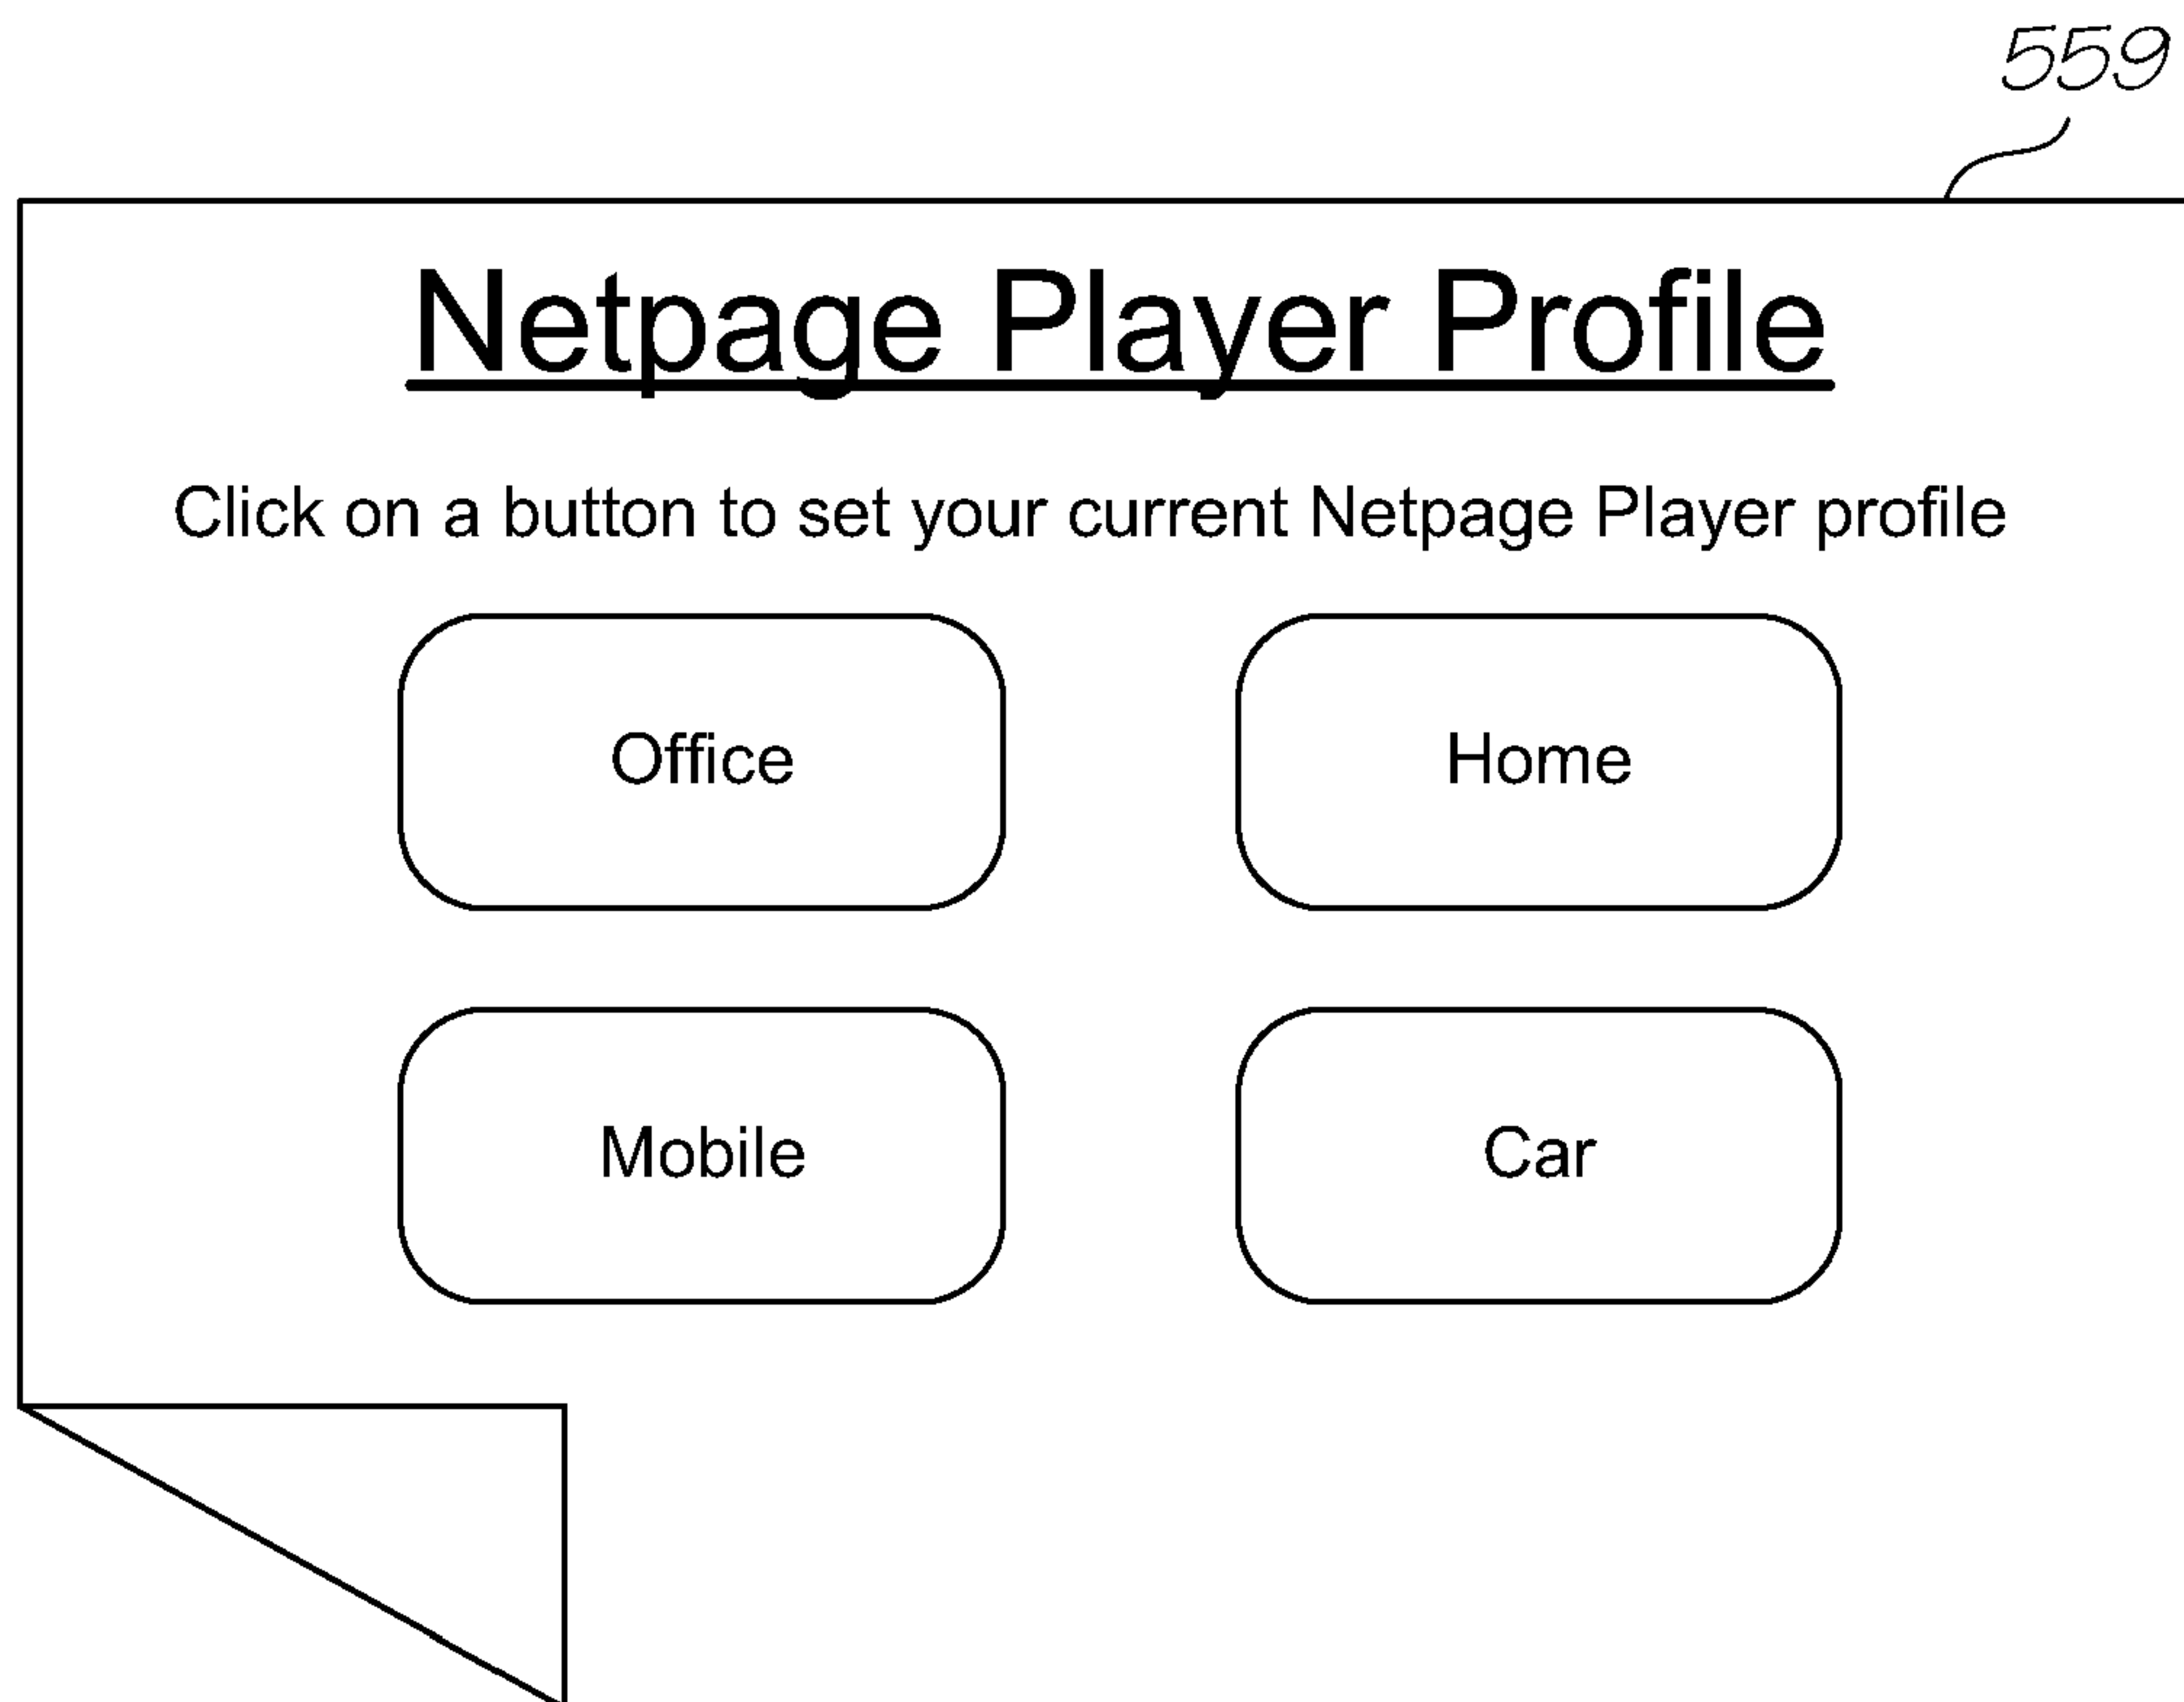 559
Netpage Player Profile
Click on a button to set your current Netpage Player profile
Office Home
Mobile Car